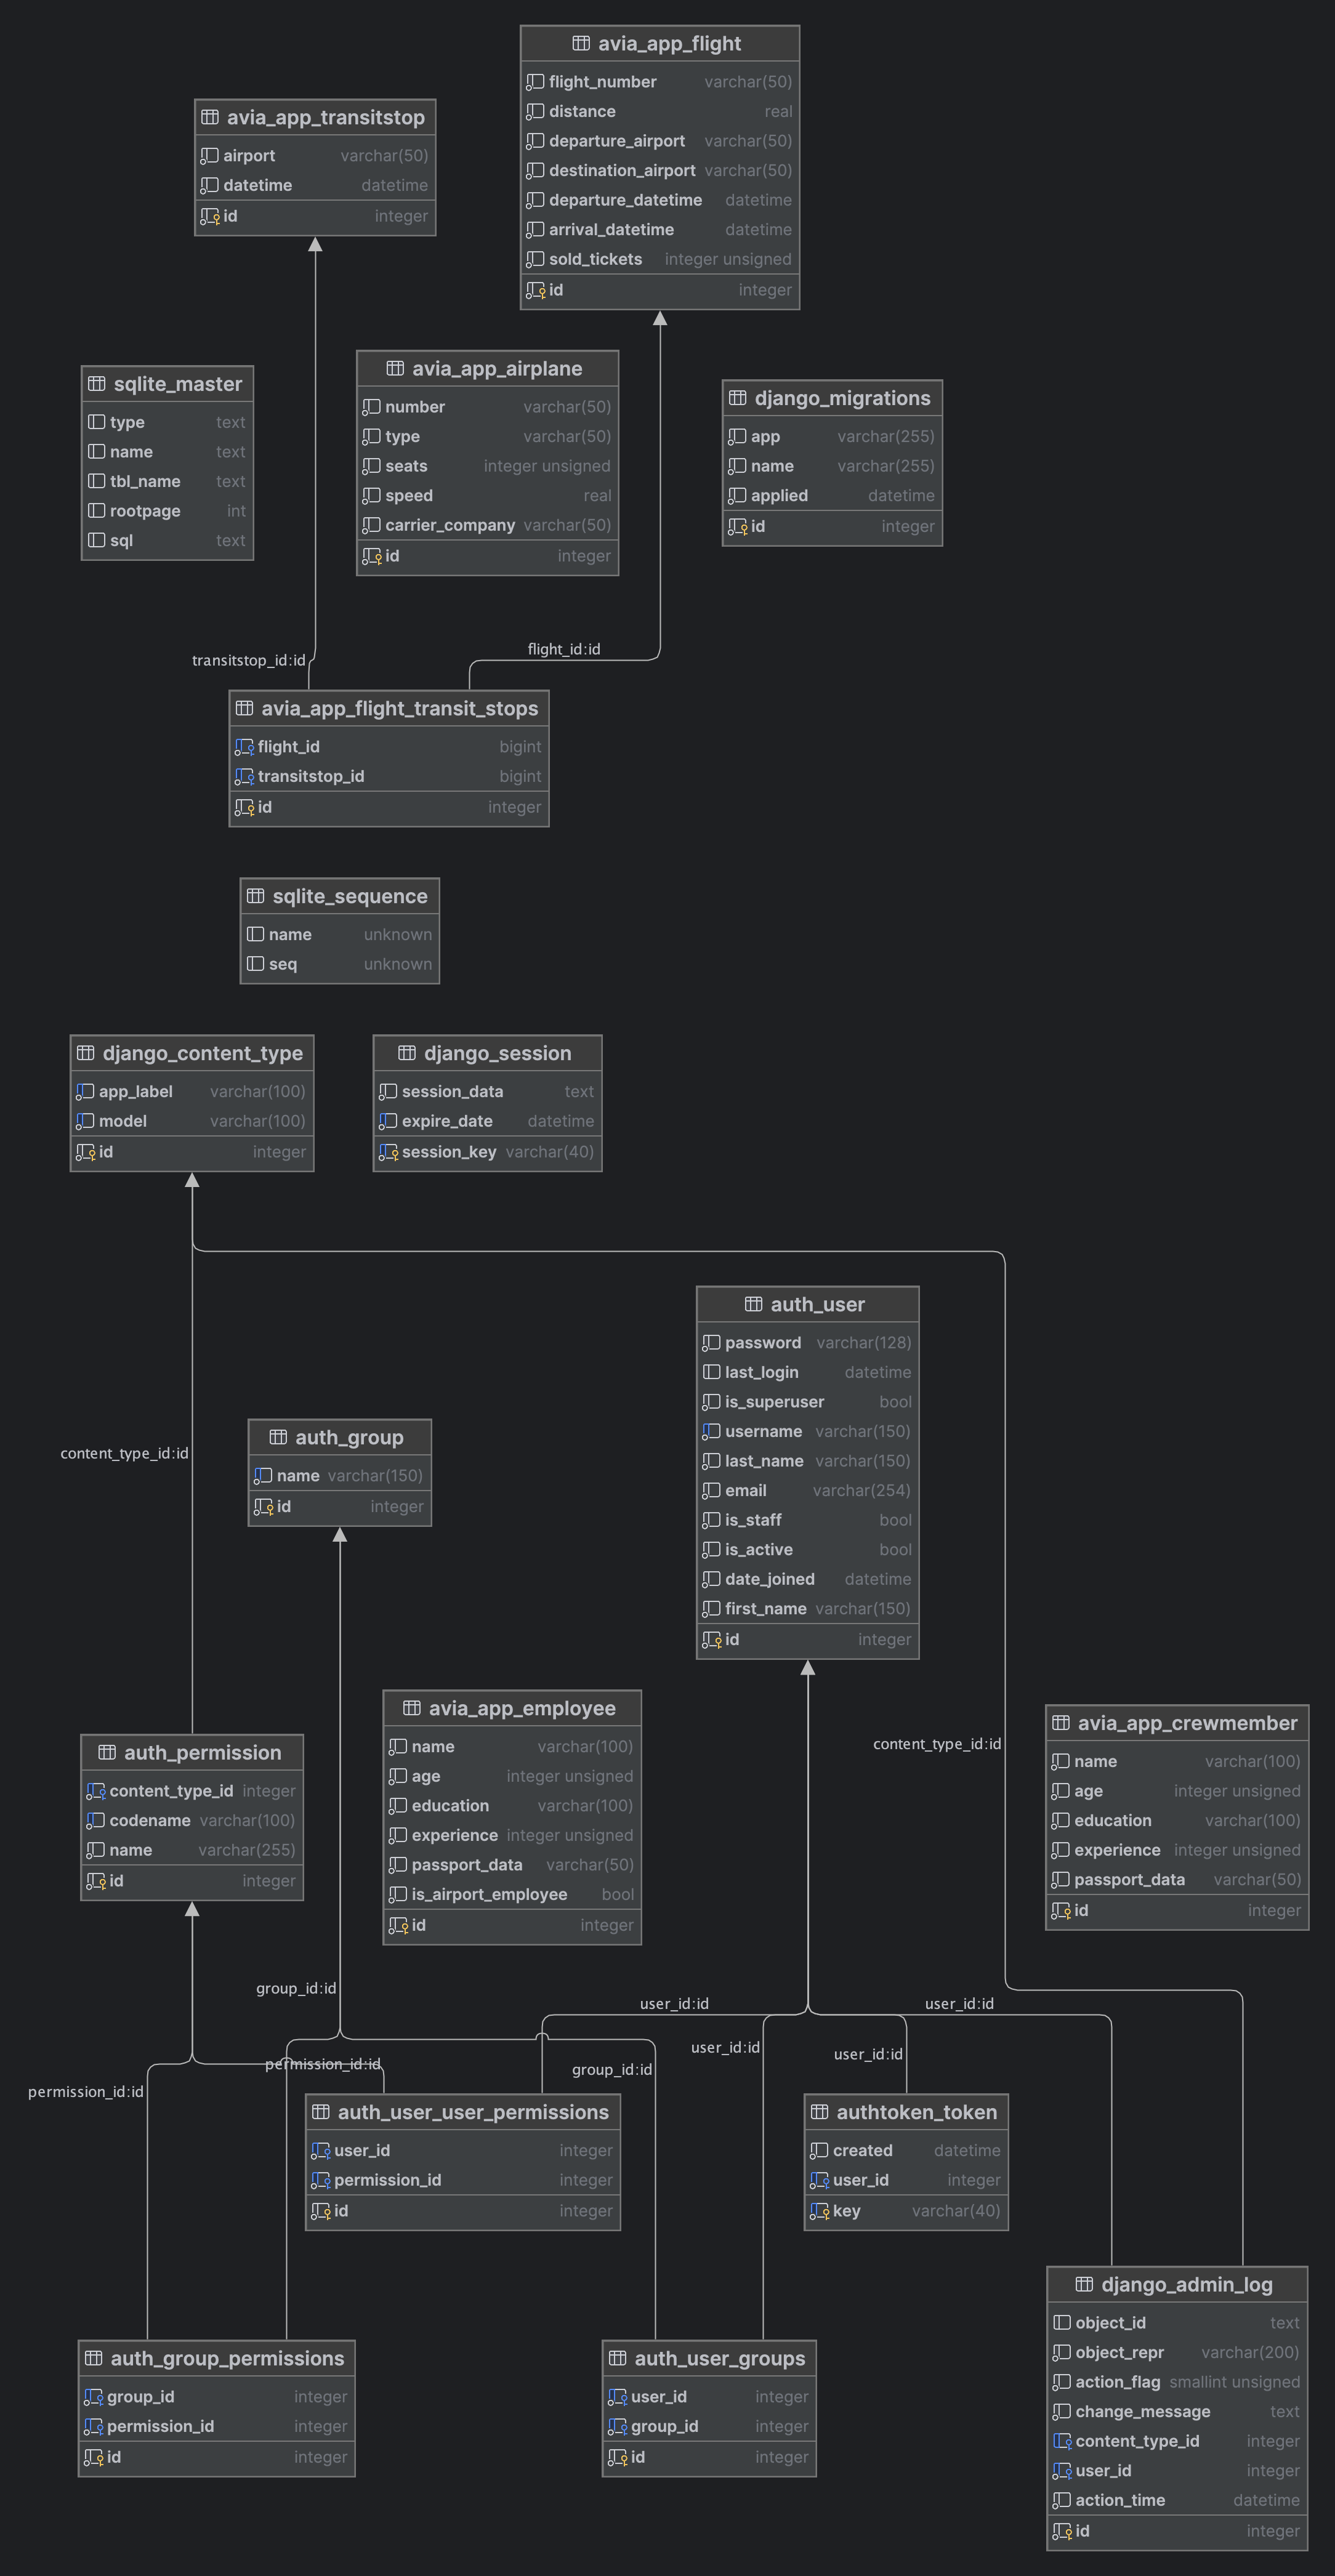 avia_app_flight
flight_number varchar(50)
distance real
departure_airport varchar(50)
destination_airport varchar(50)
departure_datetime datetime
arrival_datetime datetime
sold_tickets integer unsigned
id integer
avia_app_transitstop
airport varchar(50)
datetime datetime
id integer
sqlite_master
type text
name text
tbl_name text
rootpage int
sql text
avia_app_airplane
number varchar(50)
type varchar(50)
seats integer unsigned
speed real
carrier_company varchar(50)
id integer
django_migrations
app varchar(255)
name varchar(255)
applied datetime
id integer
transitstop_id:id
flight_id:id
avia_app_flight_transit_stops
flight_id bigint
transitstop_id bigint
id integer
sqlite_sequence
name unknown
seq unknown
django_content_type
app_label varchar(100)
model varchar(100)
id integer
django_session
session_data text
expire_date datetime
session_key varchar(40)
auth_user
password varchar(128)
last_login datetime
is_superuser bool
username varchar(150)
last_name varchar(150)
email varchar(254)
is_staff bool
is_active bool
date_joined datetime
first_name varchar(150)
id integer
content_type_id:id
auth_group
name varchar(150)
id integer
auth_permission
content_type_id integer
codename varchar(100)
name varchar(255)
id integer
avia_app_employee
name varchar(100)
age integer unsigned
education varchar(100)
experience integer unsigned
passport_data varchar(50)
is_airport_employee bool
id integer
content_type_id:id
avia_app_crewmember
name varchar(100)
age integer unsigned
education varchar(100)
experience integer unsigned
passport_data varchar(50)
id integer
group_id:id
user_id:id
user_id:id
user_id:id
user_id:id
permission_id:id
group_id:id
permission_id:id
auth_user_user_permissions
user_id integer
permission_id integer
id integer
authtoken_token
created datetime
user_id integer
key varchar(40)
auth_group_permissions
group_id integer
permission_id integer
id integer
auth_user_groups
user_id integer
group_id integer
id integer
django_admin_log
object_id text
object_repr varchar(200)
action_flag smallint unsigned
change_message text
content_type_id integer
user_id integer
action_time datetime
id integer